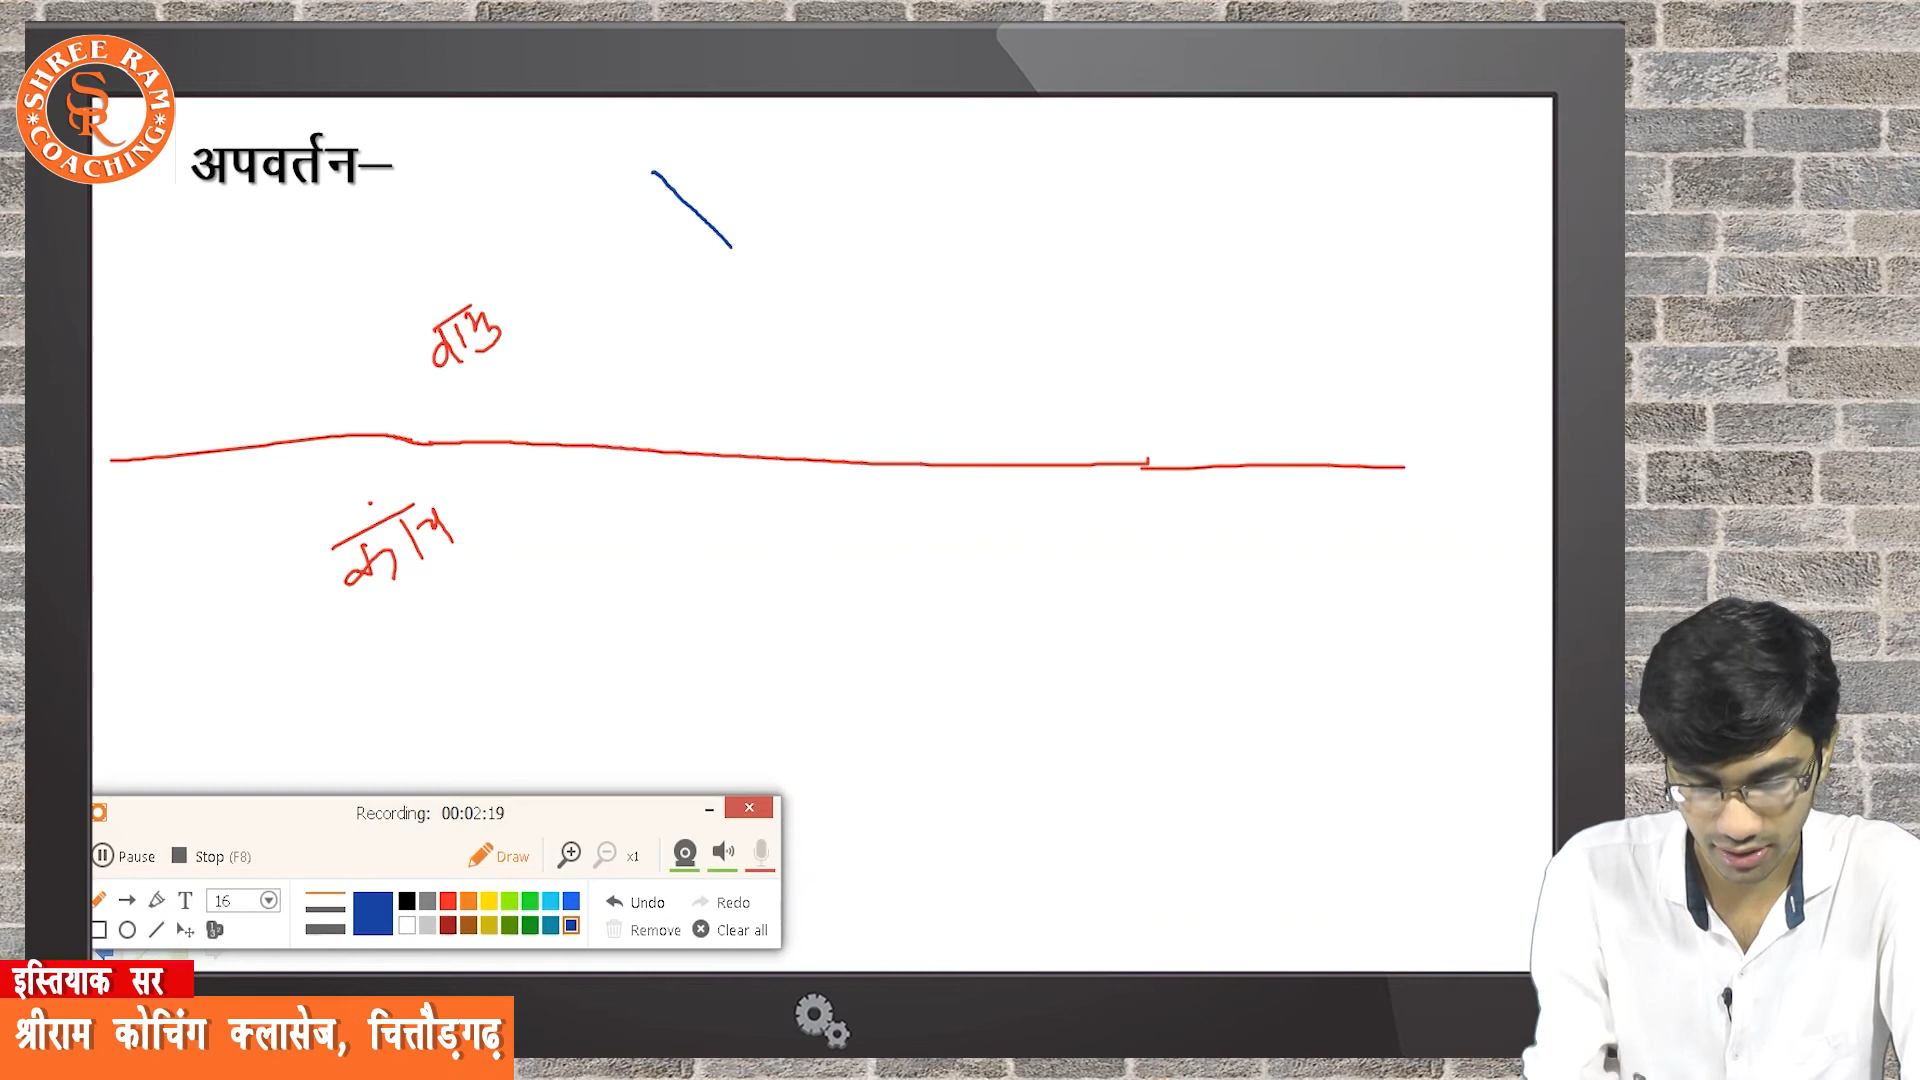 SHREE RAM
SR
COACHING
अपवर्तन–
वायु
कांच
Recording: 00:02:19
Pause
Stop (F8)
Draw
x1
T
16
Undo
Redo
Remove
Clear all
इस्तियाक सर
श्रीराम कोचिंग क्लासेज, चित्तौड़गढ़